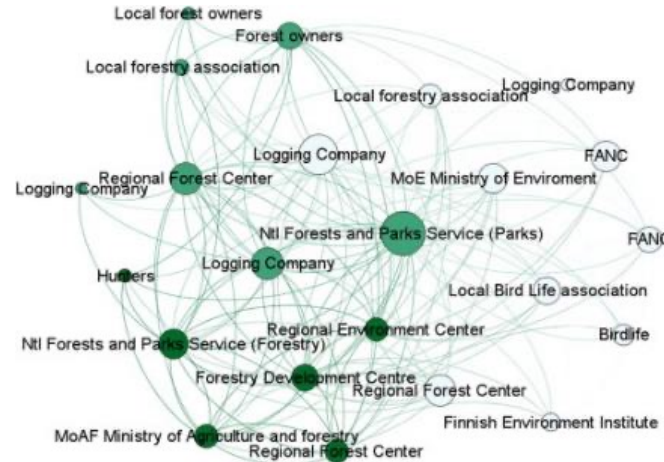 Local forest owners
Forest owners
Local forestry association
Logging Company
Local forestry association
Logging Company
FANC
Regional Forest Center
MoE Ministry of Enviroment
Logging Company
Ntl Forests and Parks Service (Parks)
FANC
Logging Company
Hunters
Local Bird Life association
Regional Environment Center
Birdlife
Ntl Forests and Parks Service (Forestry)
Forestry Development Centre
Regional Forest Center
Finnish Environment Institute
MoAF Ministry of Agriculture and forestry
Regional Forest Center